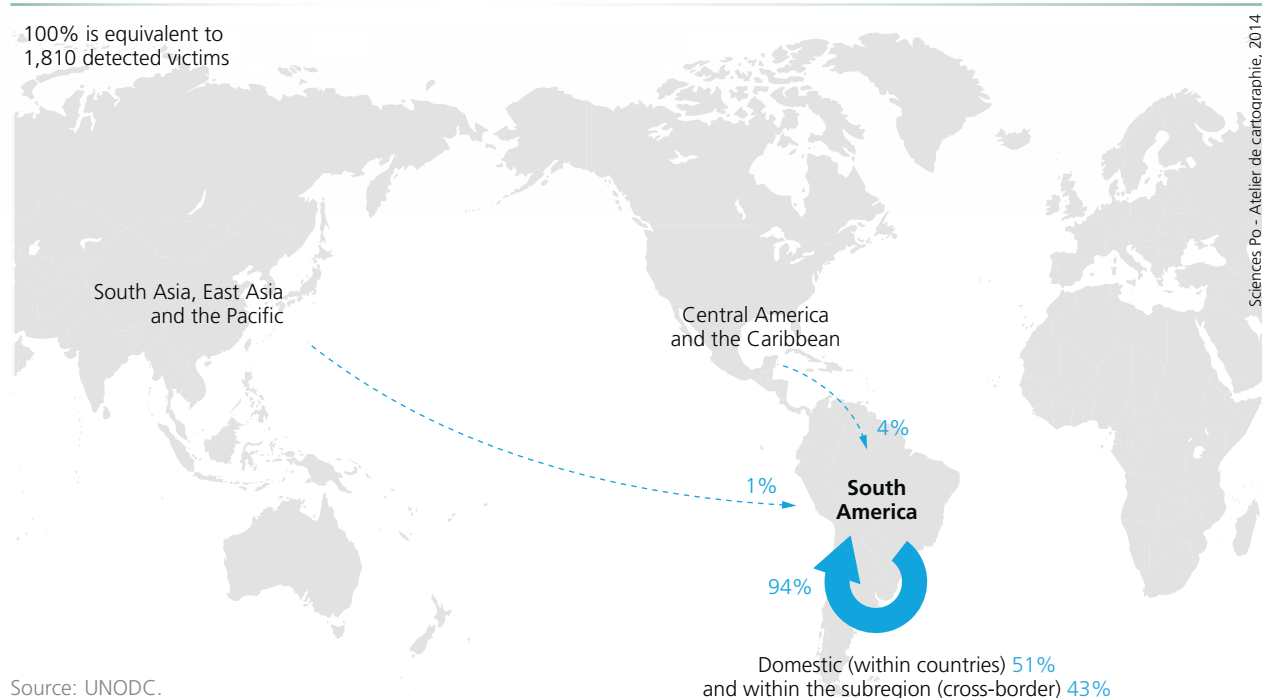 100% is equivalent to
1,810 detected victims
Sciences Po - Atelier de cartographie, 2014
South Asia, East Asia
and the Pacific
Central America
and the Caribbean
4%
1%
South
America
94%
Domestic (within countries) 51%
and within the subregion (cross-border) 43%
Source: UNODC.